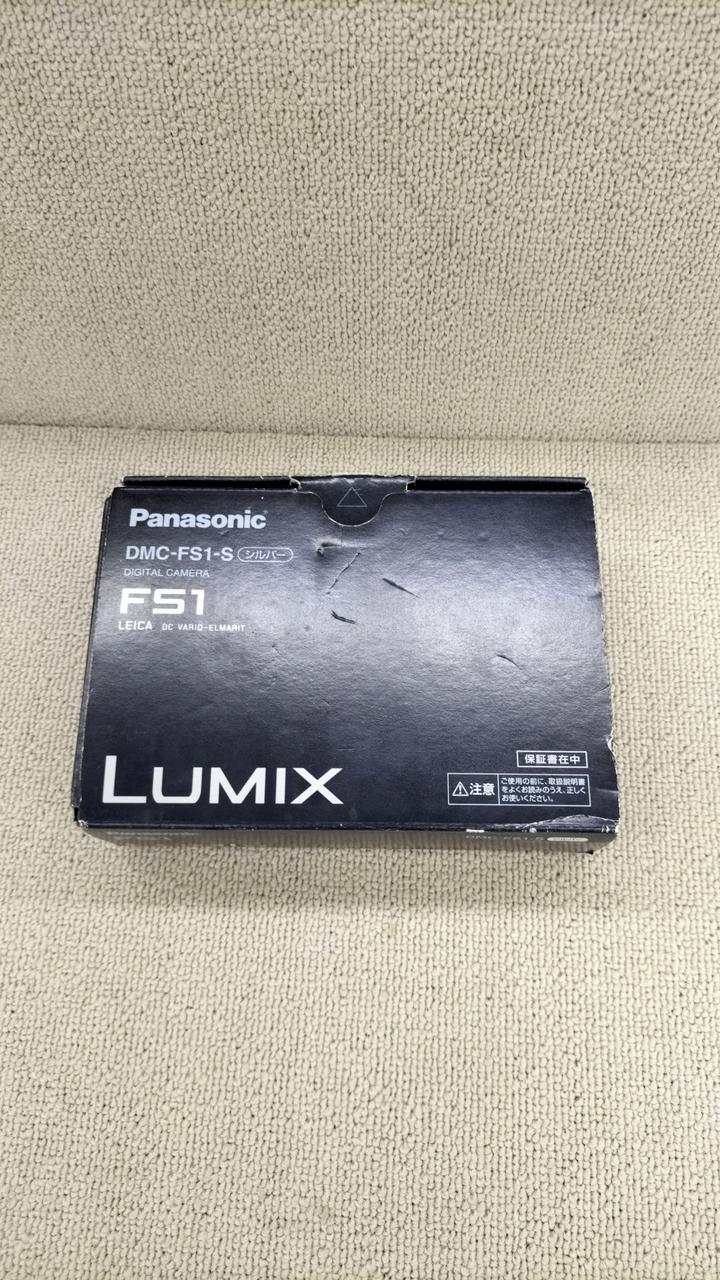 Panasonic
DMC-FS1-S シルバー
DIGITAL CAMERA
FS1
LEICA DC VARIO-ELMARIT
LUMIX
保証書在中
⚠注意
ご使用の前に、取扱説明書
をよくお読みのうえ、正しく
お使いください。